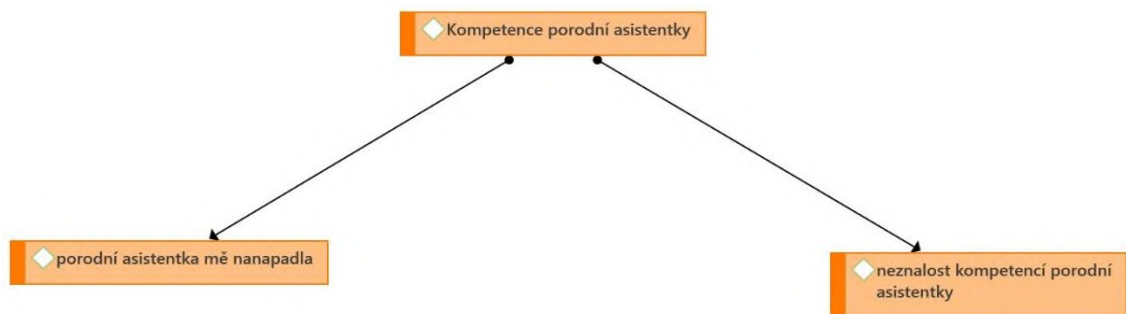 Kompetence porodní asistentky
porodní asistentka mě nanapadla
neznalost kompetencí porodní
asistentky